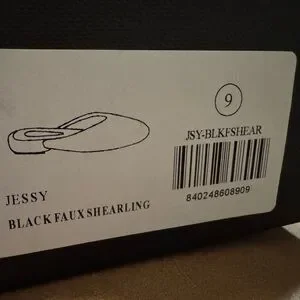 9
JSY-BLKFSHEAR
840248608909
JESSY
BLACK FAUX SHEARLING